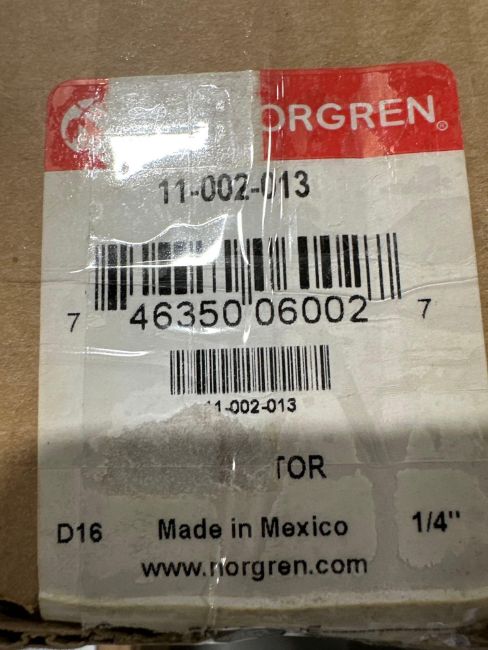 ORGREN®
11-002-013
7 46350 06002 7
11-002-013
TOR
D16 Made in Mexico 1/4"
www.norgren.com